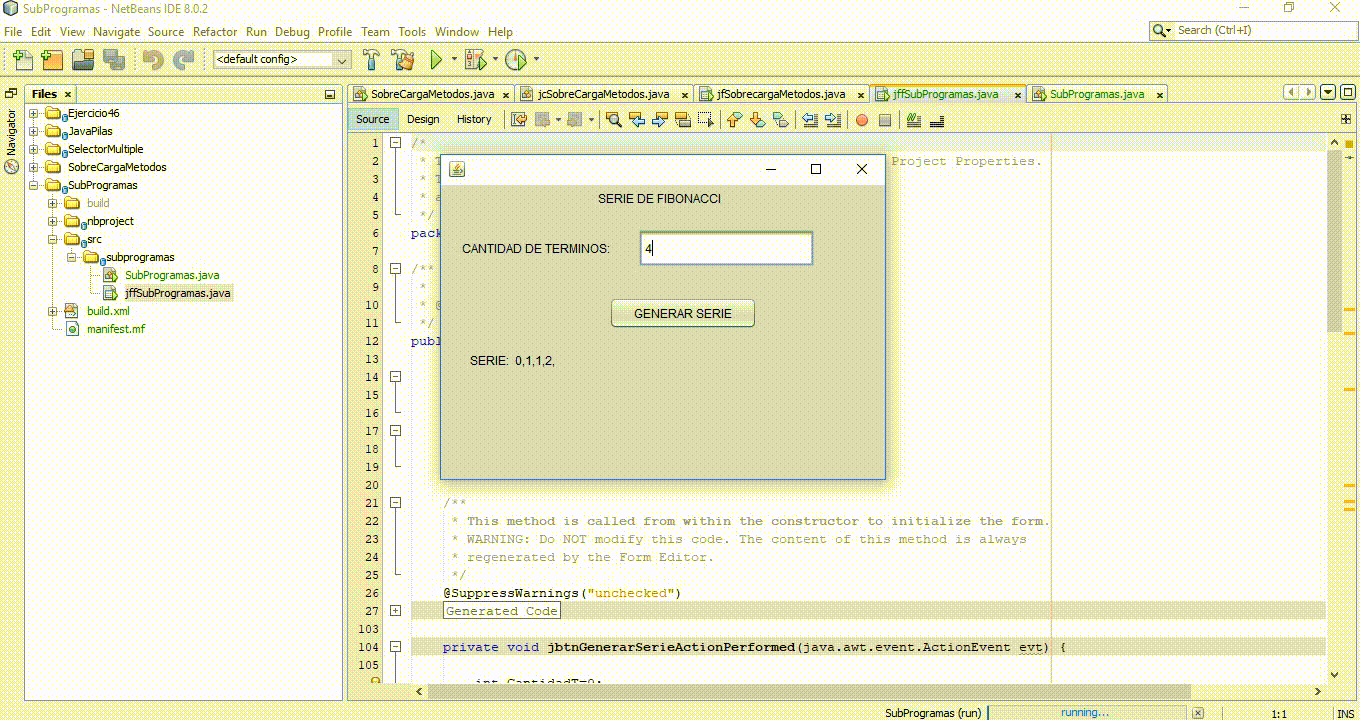 SubProgramas - NetBeans IDE 8.0.2
File Edit View Navigate Source Refactor Run Debug Profile Team Tools Window Help
Search (Ctrl+I)
<default config>
Files
Navigator
Ejercicio46
JavaPilas
SelectorMultiple
SobreCargaMetodos
SubProgramas
build
nbproject
src
subprogramas
SubProgramas.java
jffSubProgramas.java
build.xml
manifest.mf
SobreCargaMetodos.java jcSobreCargaMetodos.java jfSobrecargaMetodos.java jffSubProgramas.java SubProgramas.java
Source Design History
1 /*
2 * T Project Properties.
3 * T
4 * a
5 */
6 pack
7
8 /**
9 *
10 * @
11 */
12 publ
13
14
15
16
17
18
19
20
21 /**
22 * This method is called from within the constructor to initialize the form.
23 * WARNING: Do NOT modify this code. The content of this method is always
24 * regenerated by the Form Editor.
25 */
26 @SuppressWarnings("unchecked")
27 Generated Code
103
104 private void jbtnGenerarSerieActionPerformed(java.awt.event.ActionEvent evt) {
105
int CantidadT=0;
SERIE DE FIBONACCI
CANTIDAD DE TERMINOS: 4
GENERAR SERIE
SERIE: 0,1,1,2,
SubProgramas (run) running... 1:1 INS